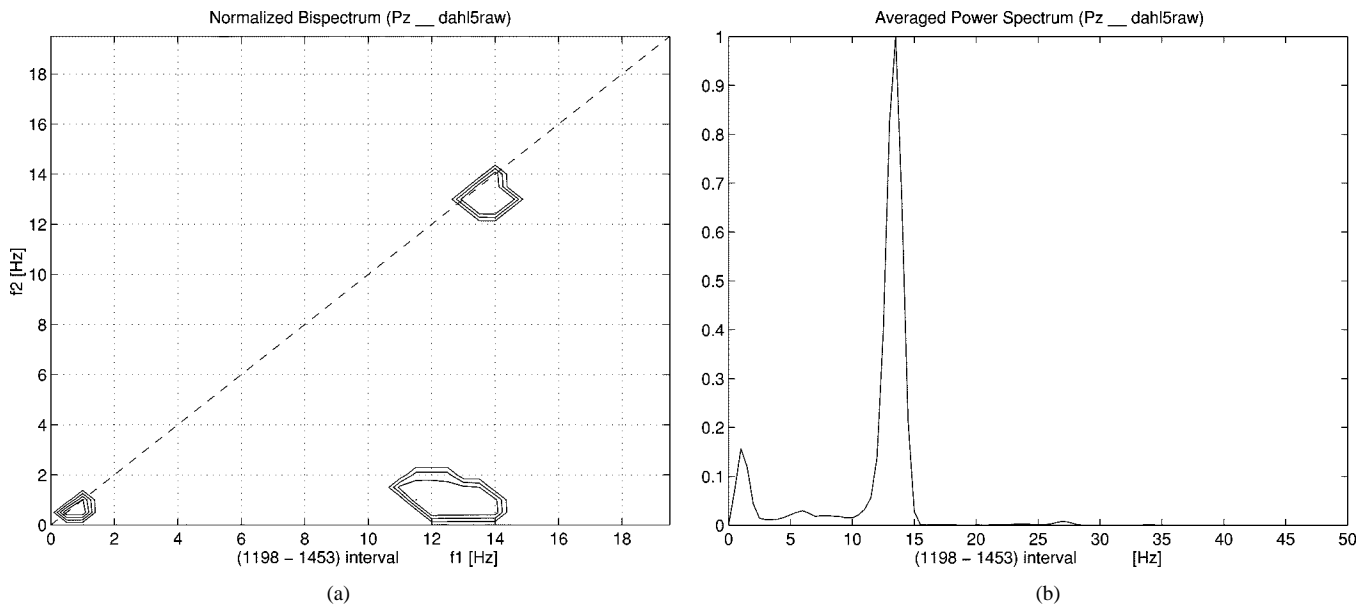 Normalized Bispectrum (Pz __ dahl5raw)
18
16
14
12
10
8
6
4
2
0
f2 [Hz]
0 2 4 6 8 10 12 14 16 18
(1198 − 1453) interval f1 [Hz]
(a)
Averaged Power Spectrum (Pz __ dahl5raw)
1
0.9
0.8
0.7
0.6
0.5
0.4
0.3
0.2
0.1
0
0 5 10 15 20 25 30 35 40 45 50
(1198 − 1453) interval [Hz]
(b)